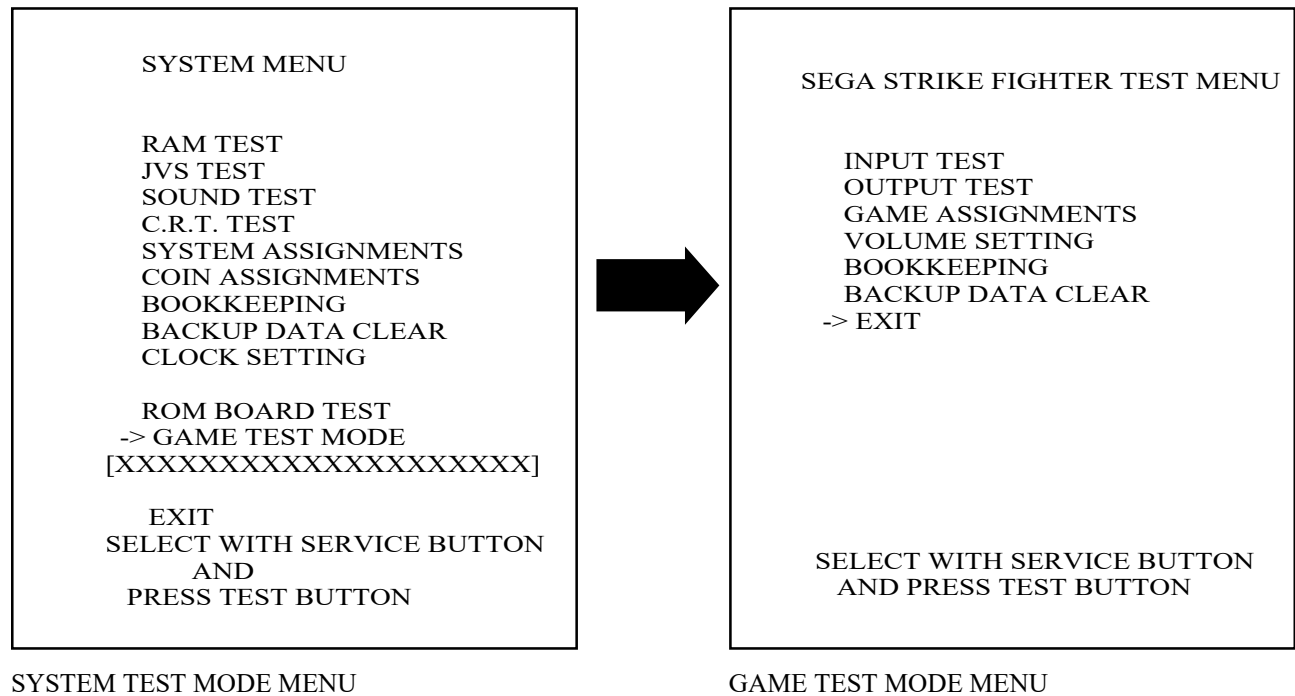 SYSTEM MENU
RAM TEST
JVS TEST
SOUND TEST
C.R.T. TEST
SYSTEM ASSIGNMENTS
COIN ASSIGNMENTS
BOOKKEEPING
BACKUP DATA CLEAR
CLOCK SETTING
ROM BOARD TEST
-> GAME TEST MODE
[XXXXXXXXXXXXXXXXXXXX]
EXIT
SELECT WITH SERVICE BUTTON
AND
PRESS TEST BUTTON
SYSTEM TEST MODE MENU
SEGA STRIKE FIGHTER TEST MENU
INPUT TEST
OUTPUT TEST
GAME ASSIGNMENTS
VOLUME SETTING
BOOKKEEPING
BACKUP DATA CLEAR
-> EXIT
SELECT WITH SERVICE BUTTON
AND PRESS TEST BUTTON
GAME TEST MODE MENU